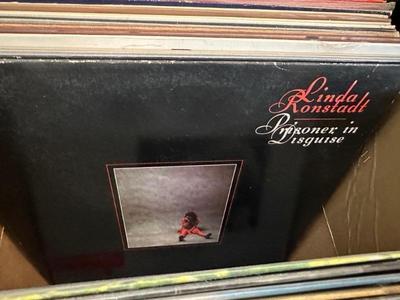 Linda
Ronstadt
Prisoner in
Disguise